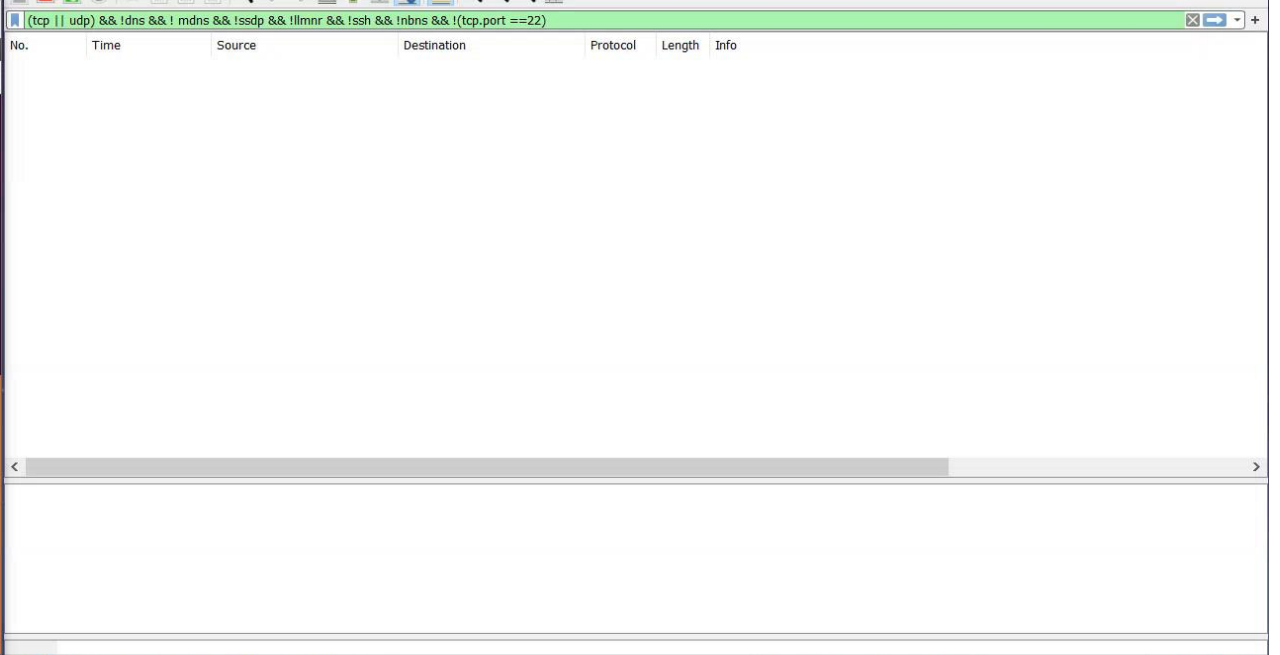 (tcp || udp) && !dns && ! mdns && !ssdp && !llmnr && !ssh && !nbns && !(tcp.port ==22)
No. Time Source Destination Protocol Length Info